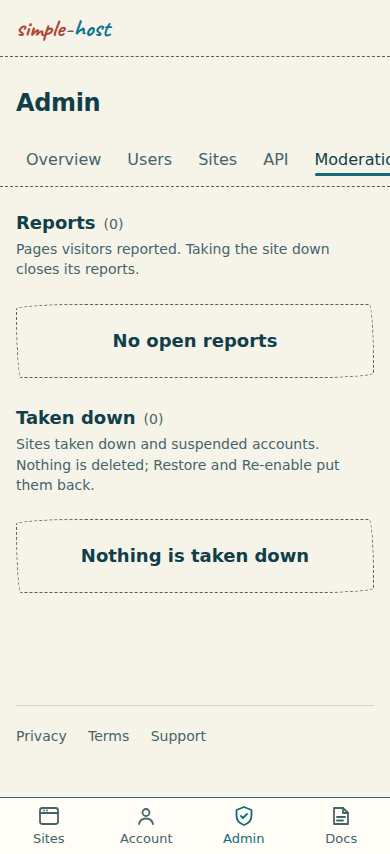 simple-host
Admin
Overview Users Sites API Moderatio
Reports (0)
Pages visitors reported. Taking the site down
closes its reports.
No open reports
Taken down (0)
Sites taken down and suspended accounts.
Nothing is deleted; Restore and Re-enable put
them back.
Nothing is taken down
Privacy Terms Support
Sites Account Admin Docs